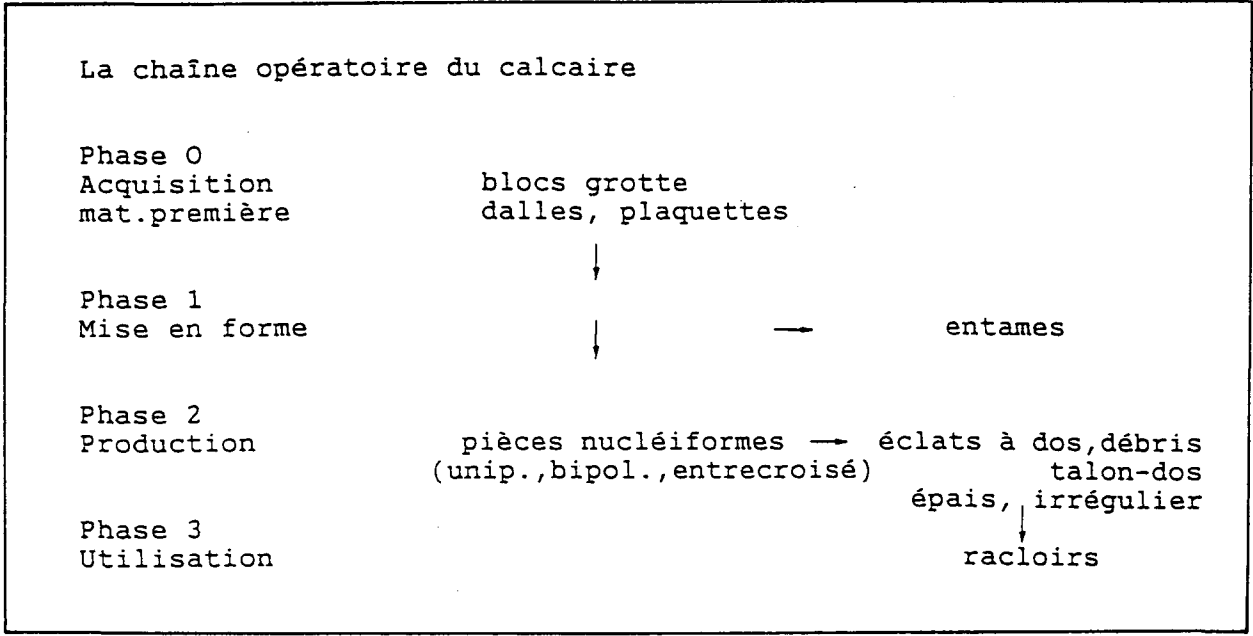 La chaîne opératoire du calcaire
Phase O
Acquisition blocs grotte
mat.première dalles, plaquettes
Phase 1
Mise en forme entames
Phase 2
Production pièces nucléiformes éclats à dos,débris
(unip.,bipol.,entrecroisé) talon-dos
épais, irrégulier
Phase 3
Utilisation racloirs